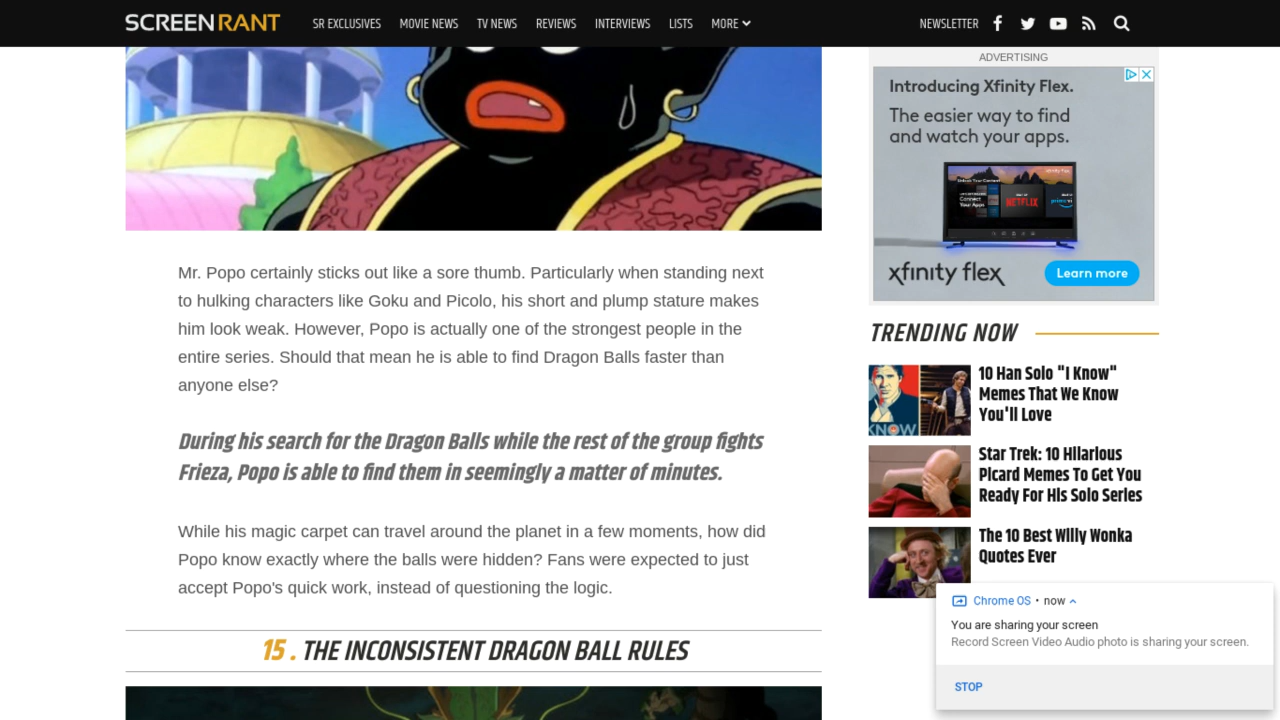 SCREENRANT
SR EXCLUSIVES
MOVIE NEWS
TV NEWS
REVIEWS
INTERVIEWS
LISTS
MORE
NEWSLETTER
ADVERTISING
Introducing Xfinity Flex.
The easier way to find
and watch your apps.
NETFLIX
xfinity flex
Learn more
Mr. Popo certainly sticks out like a sore thumb. Particularly when standing next
to hulking characters like Goku and Picolo, his short and plump stature makes
him look weak. However, Popo is actually one of the strongest people in the
entire series. Should that mean he is able to find Dragon Balls faster than
anyone else?
During his search for the Dragon Balls while the rest of the group fights
Frieza, Popo is able to find them in seemingly a matter of minutes.
While his magic carpet can travel around the planet in a few moments, how did
Popo know exactly where the balls were hidden? Fans were expected to just
accept Popo's quick work, instead of questioning the logic.
15 . THE INCONSISTENT DRAGON BALL RULES
TRENDING NOW
KNOW
10 Han Solo "I Know"
Memes That We Know
You'll Love
Star Trek: 10 Hilarious
Picard Memes To Get You
Ready For His Solo Series
The 10 Best Willy Wonka
Quotes Ever
Chrome OS • now
You are sharing your screen
Record Screen Video Audio photo is sharing your screen.
STOP